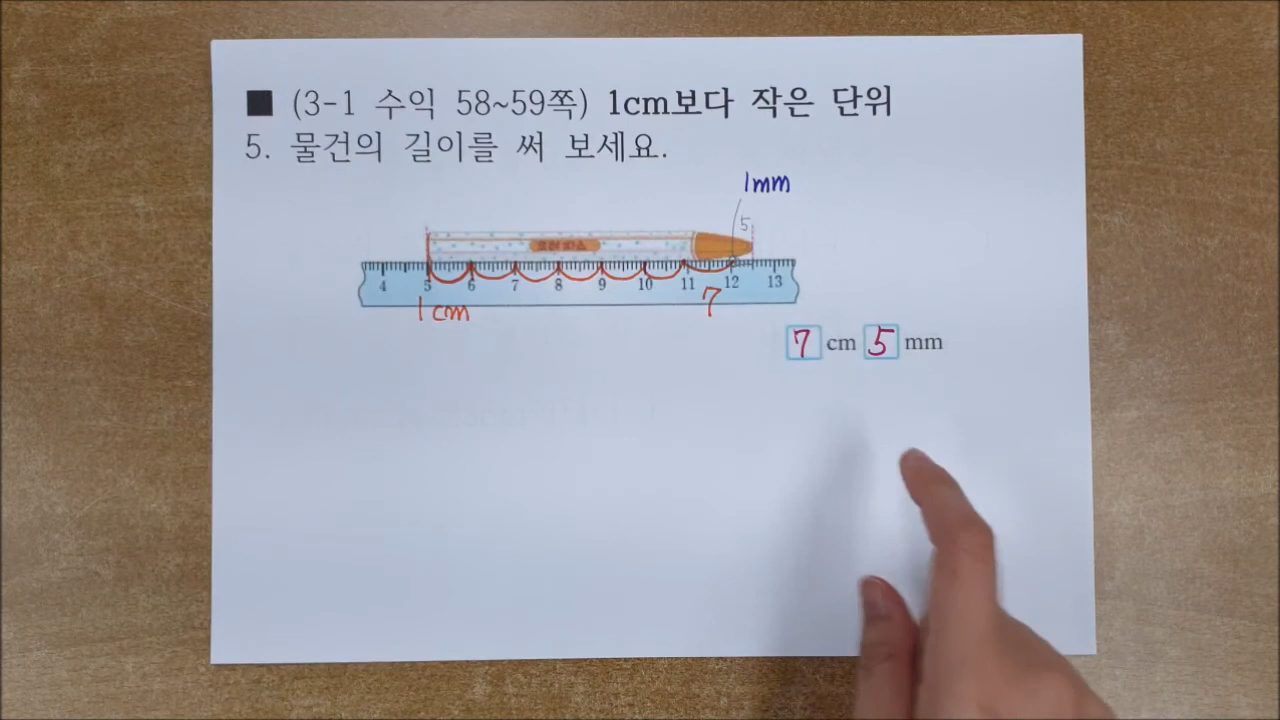 ■ (3-1 수익 58~59쪽) 1cm보다 작은 단위
5. 물건의 길이를 써 보세요.
1mm
5
4 5 6 7 8 9 10 11 12 13
1cm 7
7 cm 5 mm